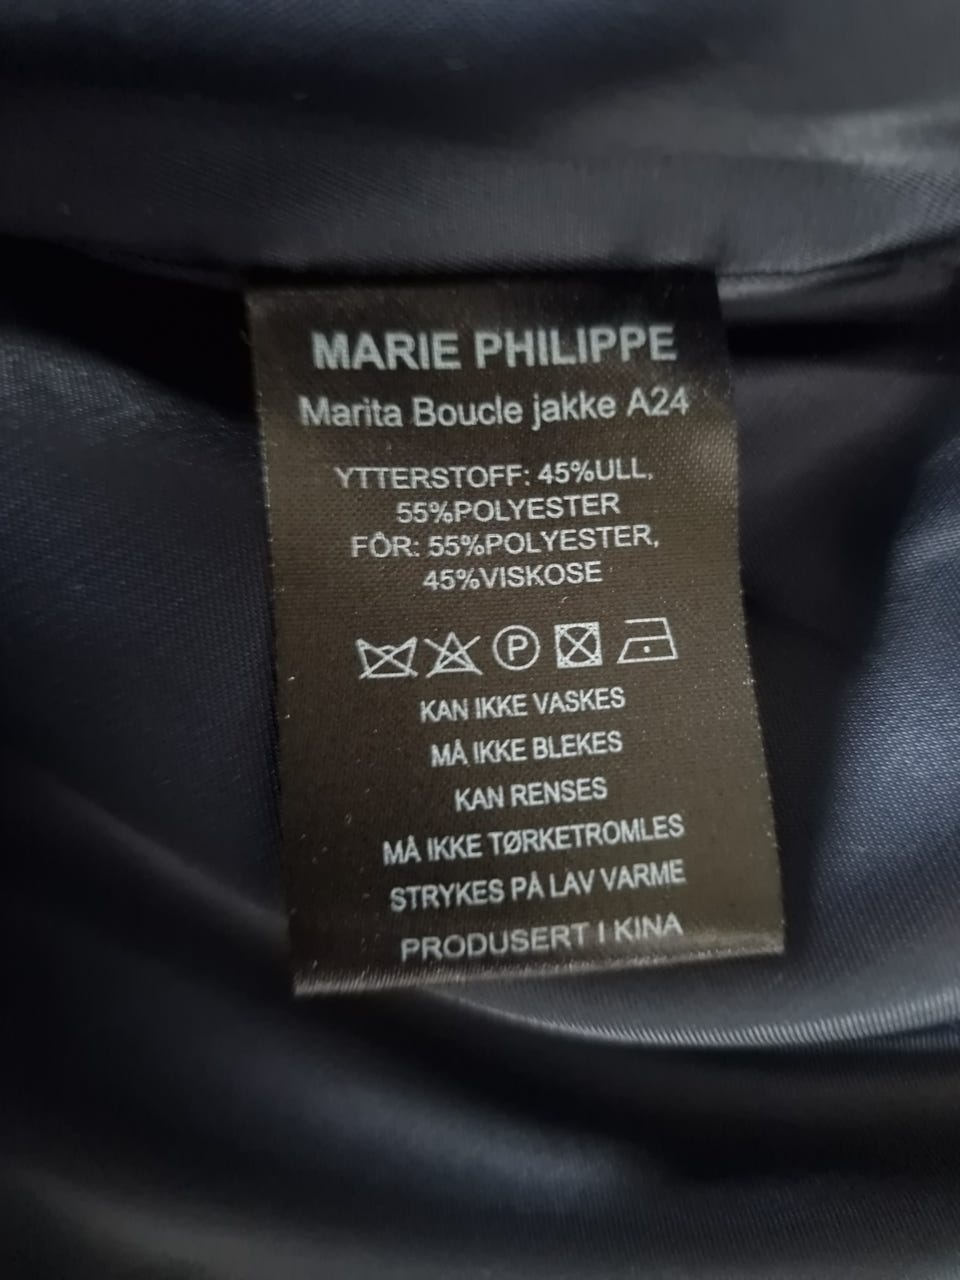 MARIE PHILIPPE
Marita Boucle jakke A24
YTTERSTOFF: 45%ULL,
55%POLYESTER
FÔR: 55%POLYESTER,
45%VISKOSE
P
KAN IKKE VASKES
MÅ IKKE BLEKES
KAN RENSES
MÅ IKKE TØRKETROMLES
STRYKES PÅ LAV VARME
PRODUSERT I KINA